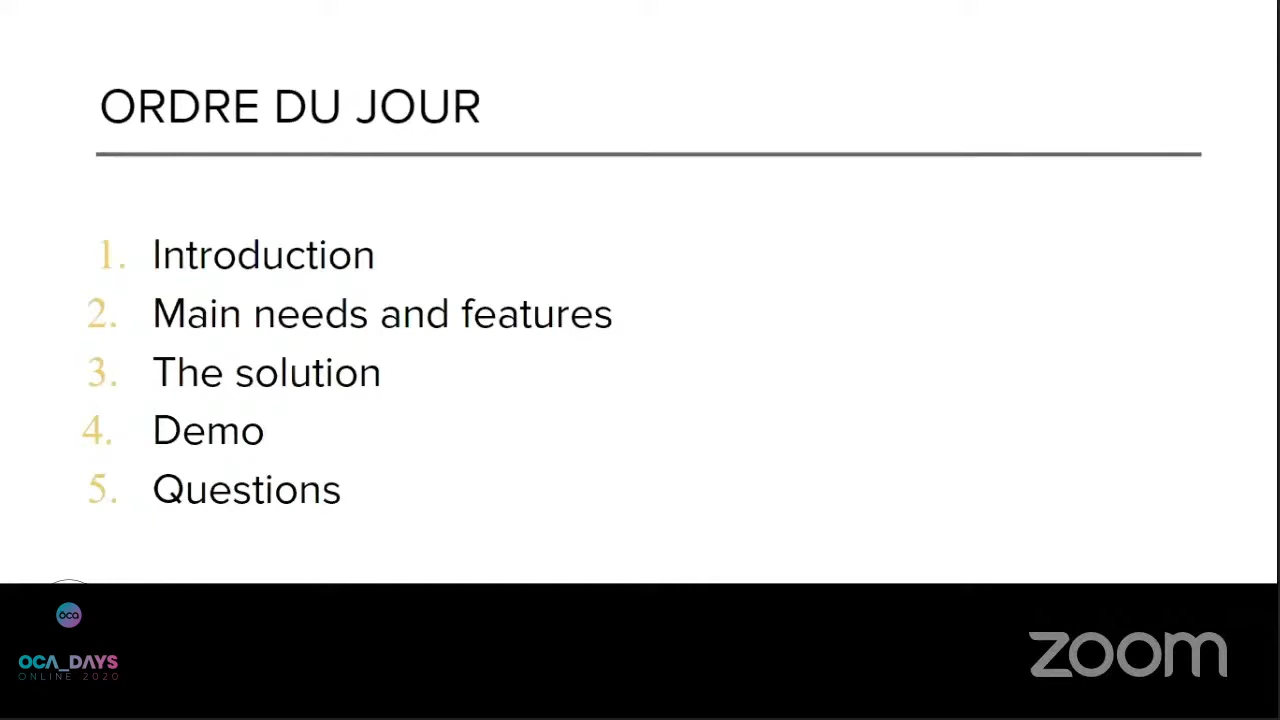 ORDRE DU JOUR
1. Introduction
2. Main needs and features
3. The solution
4. Demo
5. Questions
oca
OCA_DAYS
ONLINE 2020
zoom